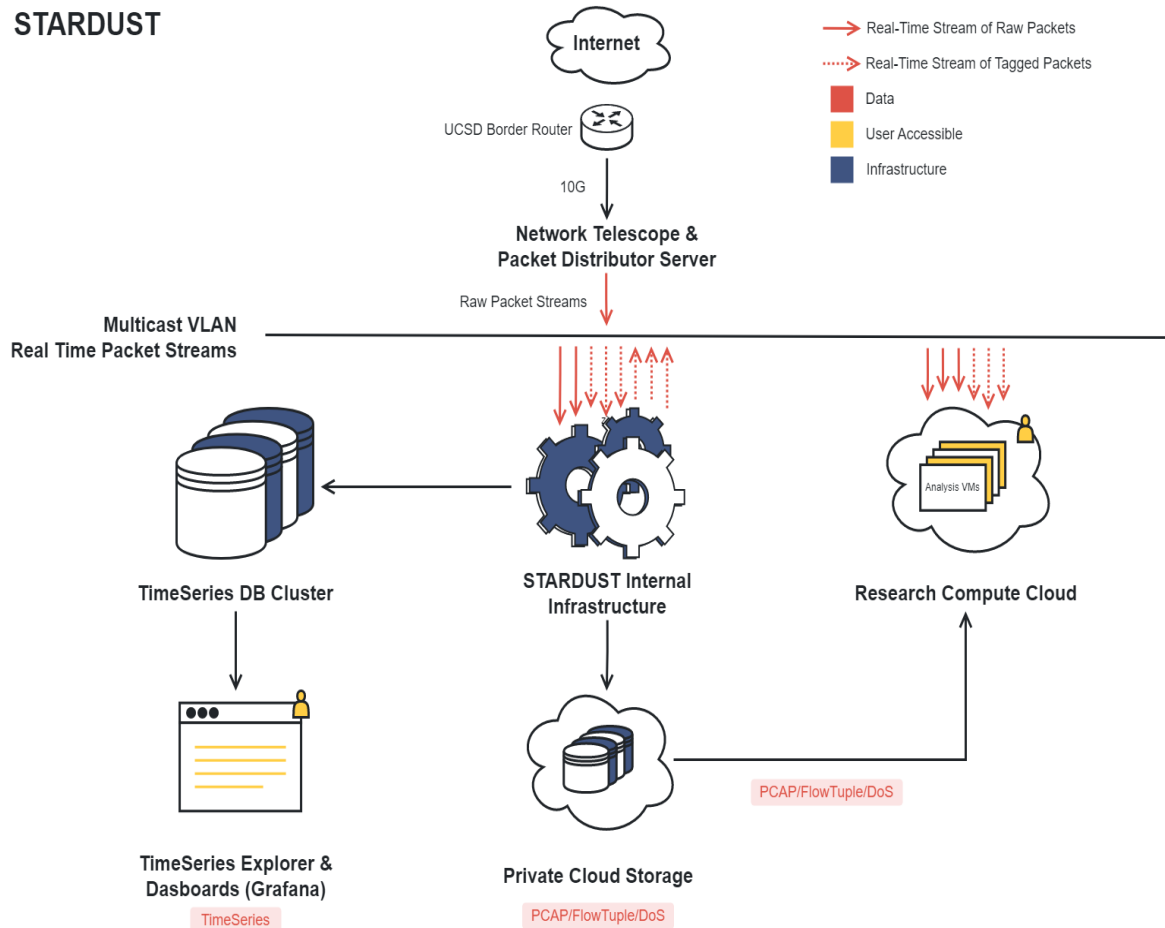 STARDUST
Internet
Real-Time Stream of Raw Packets
Real-Time Stream of Tagged Packets
Data
User Accessible
Infrastructure
UCSD Border Router
10G
Network Telescope &
Packet Distributor Server
Raw Packet Streams
Multicast VLAN
Real Time Packet Streams
Analysis VMs
TimeSeries DB Cluster
STARDUST Internal
Infrastructure
Research Compute Cloud
PCAP/FlowTuple/DoS
TimeSeries Explorer &
Dasboards (Grafana)
TimeSeries
Private Cloud Storage
PCAP/FlowTuple/DoS